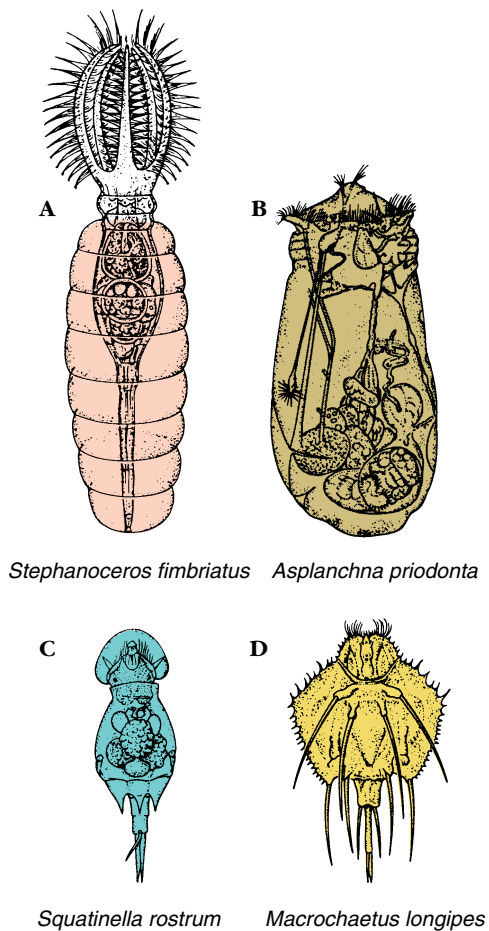 A
B
Stephanoceros fimbriatus
Asplanchna priodonta
C
D
Squatinella rostrum
Macrochaetus longipes